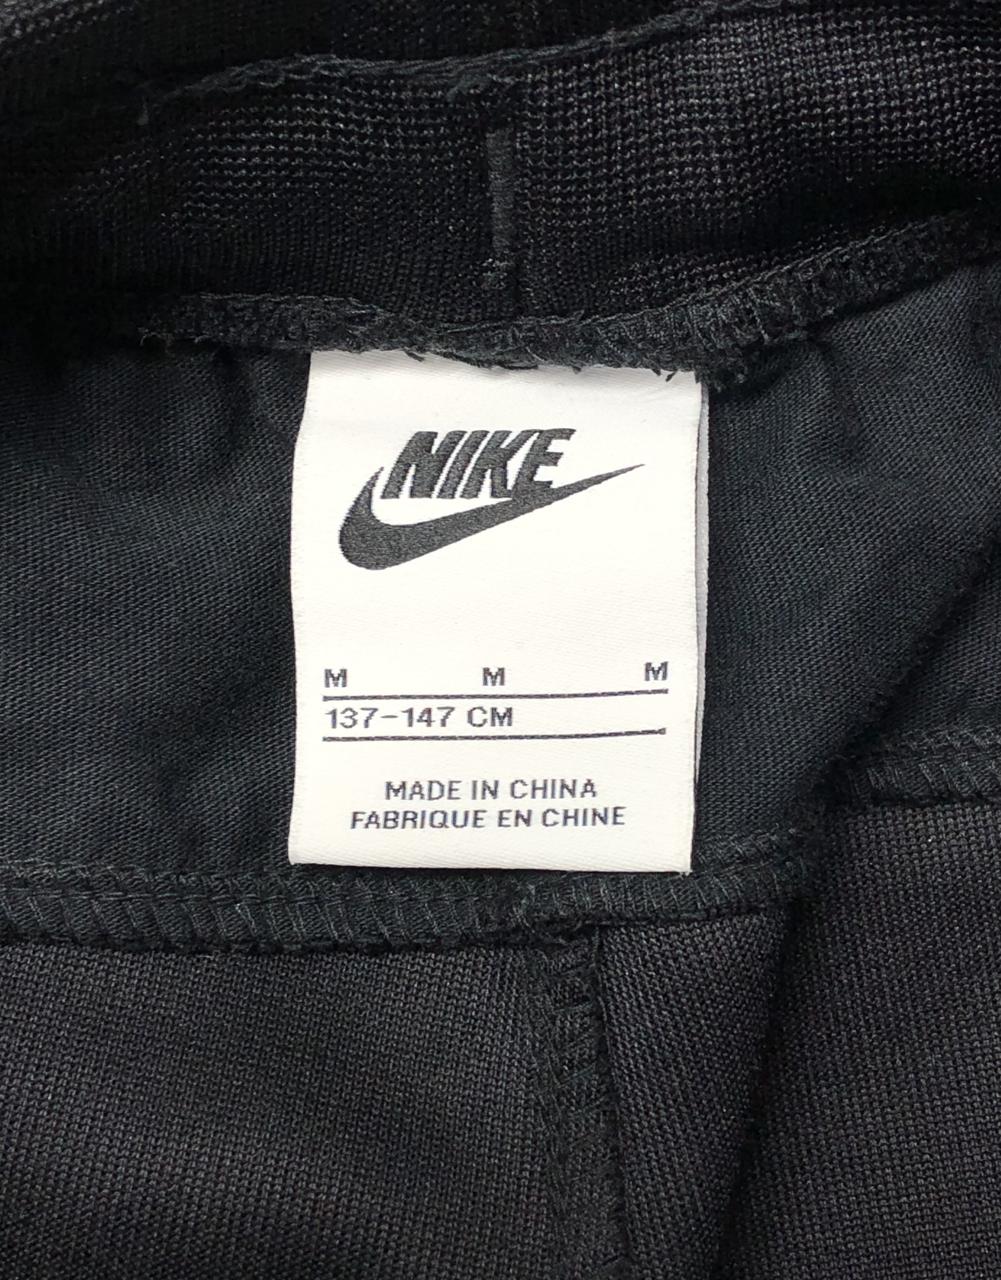 NIKE
M M M
137-147 CM
MADE IN CHINA
FABRIQUE EN CHINE